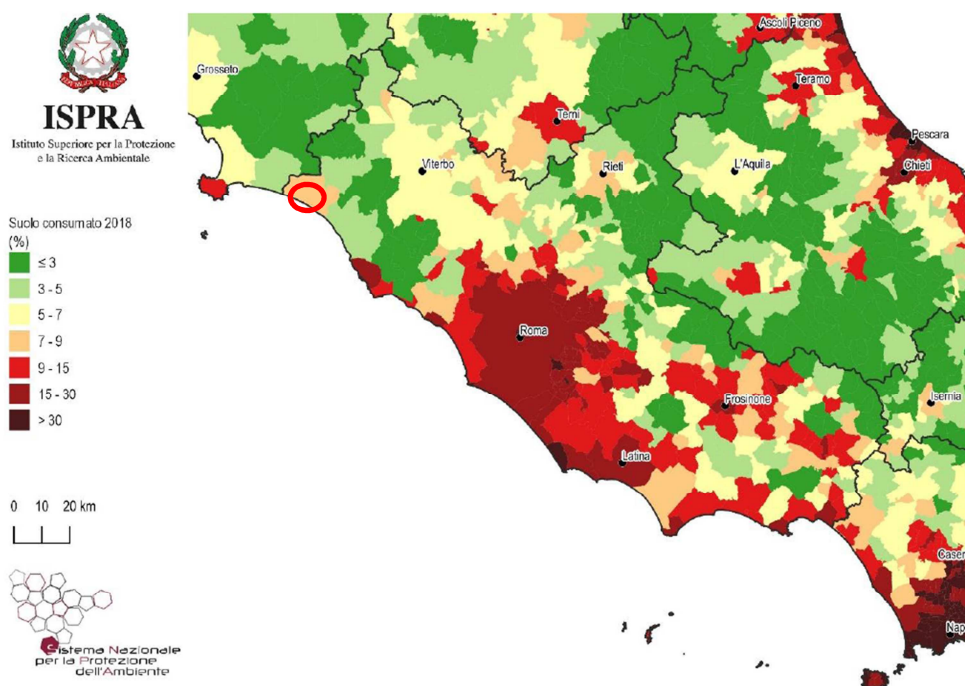 ISPRA
Istituto Superiore per la Protezione
e la Ricerca Ambientale
Suolo consumato 2018
(%)
≤ 3
3 - 5
5 - 7
7 - 9
9 - 15
15 - 30
> 30
0 10 20 km
Sistema Nazionale
per la Protezione
dell'Ambiente
Ascoli Piceno
Grosseto
Teramo
Terni
Pescara
Viterbo
Rieti
L'Aquila
Chieti
Roma
Frosinone
Isernia
Latina
Caser
Nap